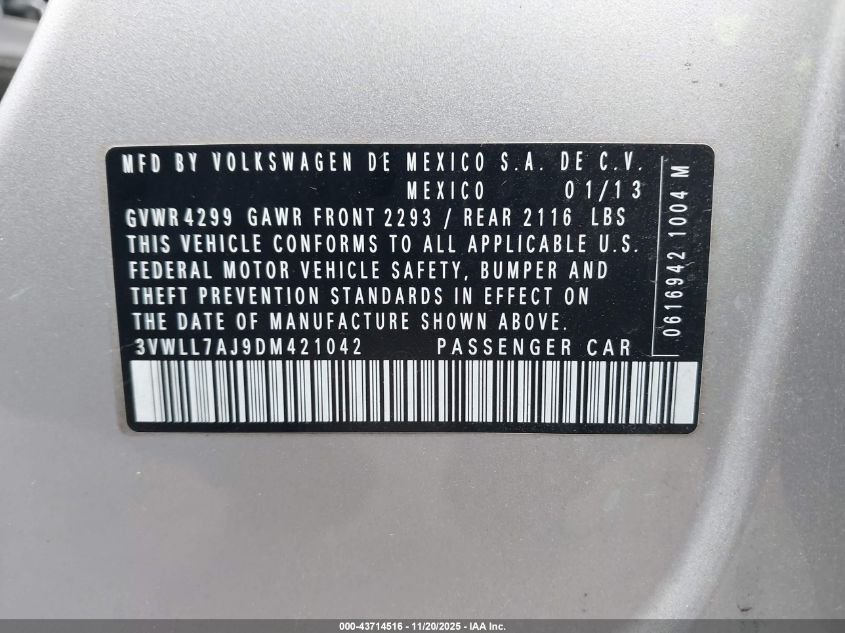 MFD BY VOLKSWAGEN DE MEXICO S.A. DE C.V.
MEXICO 01/13
GVWR 4299 GAWR FRONT 2293 / REAR 2116 LBS
THIS VEHICLE CONFORMS TO ALL APPLICABLE U.S.
FEDERAL MOTOR VEHICLE SAFETY, BUMPER AND
THEFT PREVENTION STANDARDS IN EFFECT ON
THE DATE OF MANUFACTURE SHOWN ABOVE.
3VWLL7AJ9DM421042 PASSENGER CAR
0616942 1004 M
000-43714516 - 11/20/2025 - IAA Inc.